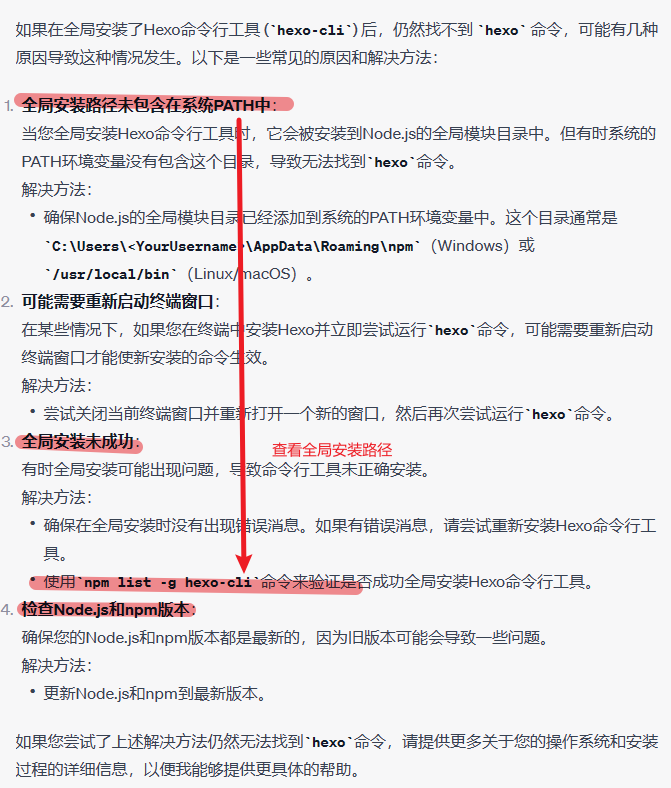 如果在全局安装了Hexo命令行工具 (`hexo-cli`) 后，仍然找不到 `hexo` 命令，可能有几种
原因导致这种情况发生。以下是一些常见的原因和解决方法：
1. 全局安装路径未包含在系统PATH中：
当您全局安装Hexo命令行工具时，它会被安装到Node.js的全局模块目录中。但有时系统的
PATH环境变量没有包含这个目录，导致无法找到`hexo`命令。
解决方法：
• 确保Node.js的全局模块目录已经添加到系统的PATH环境变量中。这个目录通常是
`C:\Users\<YourUsername>\AppData\Roaming\npm`（Windows）或
`/usr/local/bin`（Linux/macOS）。
2. 可能需要重新启动终端窗口：
在某些情况下，如果您在终端中安装Hexo并立即尝试运行`hexo`命令，可能需要重新启动
终端窗口才能使新安装的命令生效。
解决方法：
• 尝试关闭当前终端窗口并重新打开一个新的窗口，然后再次尝试运行`hexo`命令。
3. 全局安装未成功：
查看全局安装路径
有时全局安装可能出现问题，导致命令行工具未正确安装。
解决方法：
• 确保在全局安装时没有出现错误消息。如果有错误消息，请尝试重新安装Hexo命令行工
具。
• 使用`npm list -g hexo-cli`命令来验证是否成功全局安装Hexo命令行工具。
4. 检查Node.js和npm版本：
确保您的Node.js和npm版本都是最新的，因为旧版本可能会导致一些问题。
解决方法：
• 更新Node.js和npm到最新版本。
如果您尝试了上述解决方法仍然无法找到`hexo`命令，请提供更多关于您的操作系统和安装
过程的详细信息，以便我能够提供更具体的帮助。